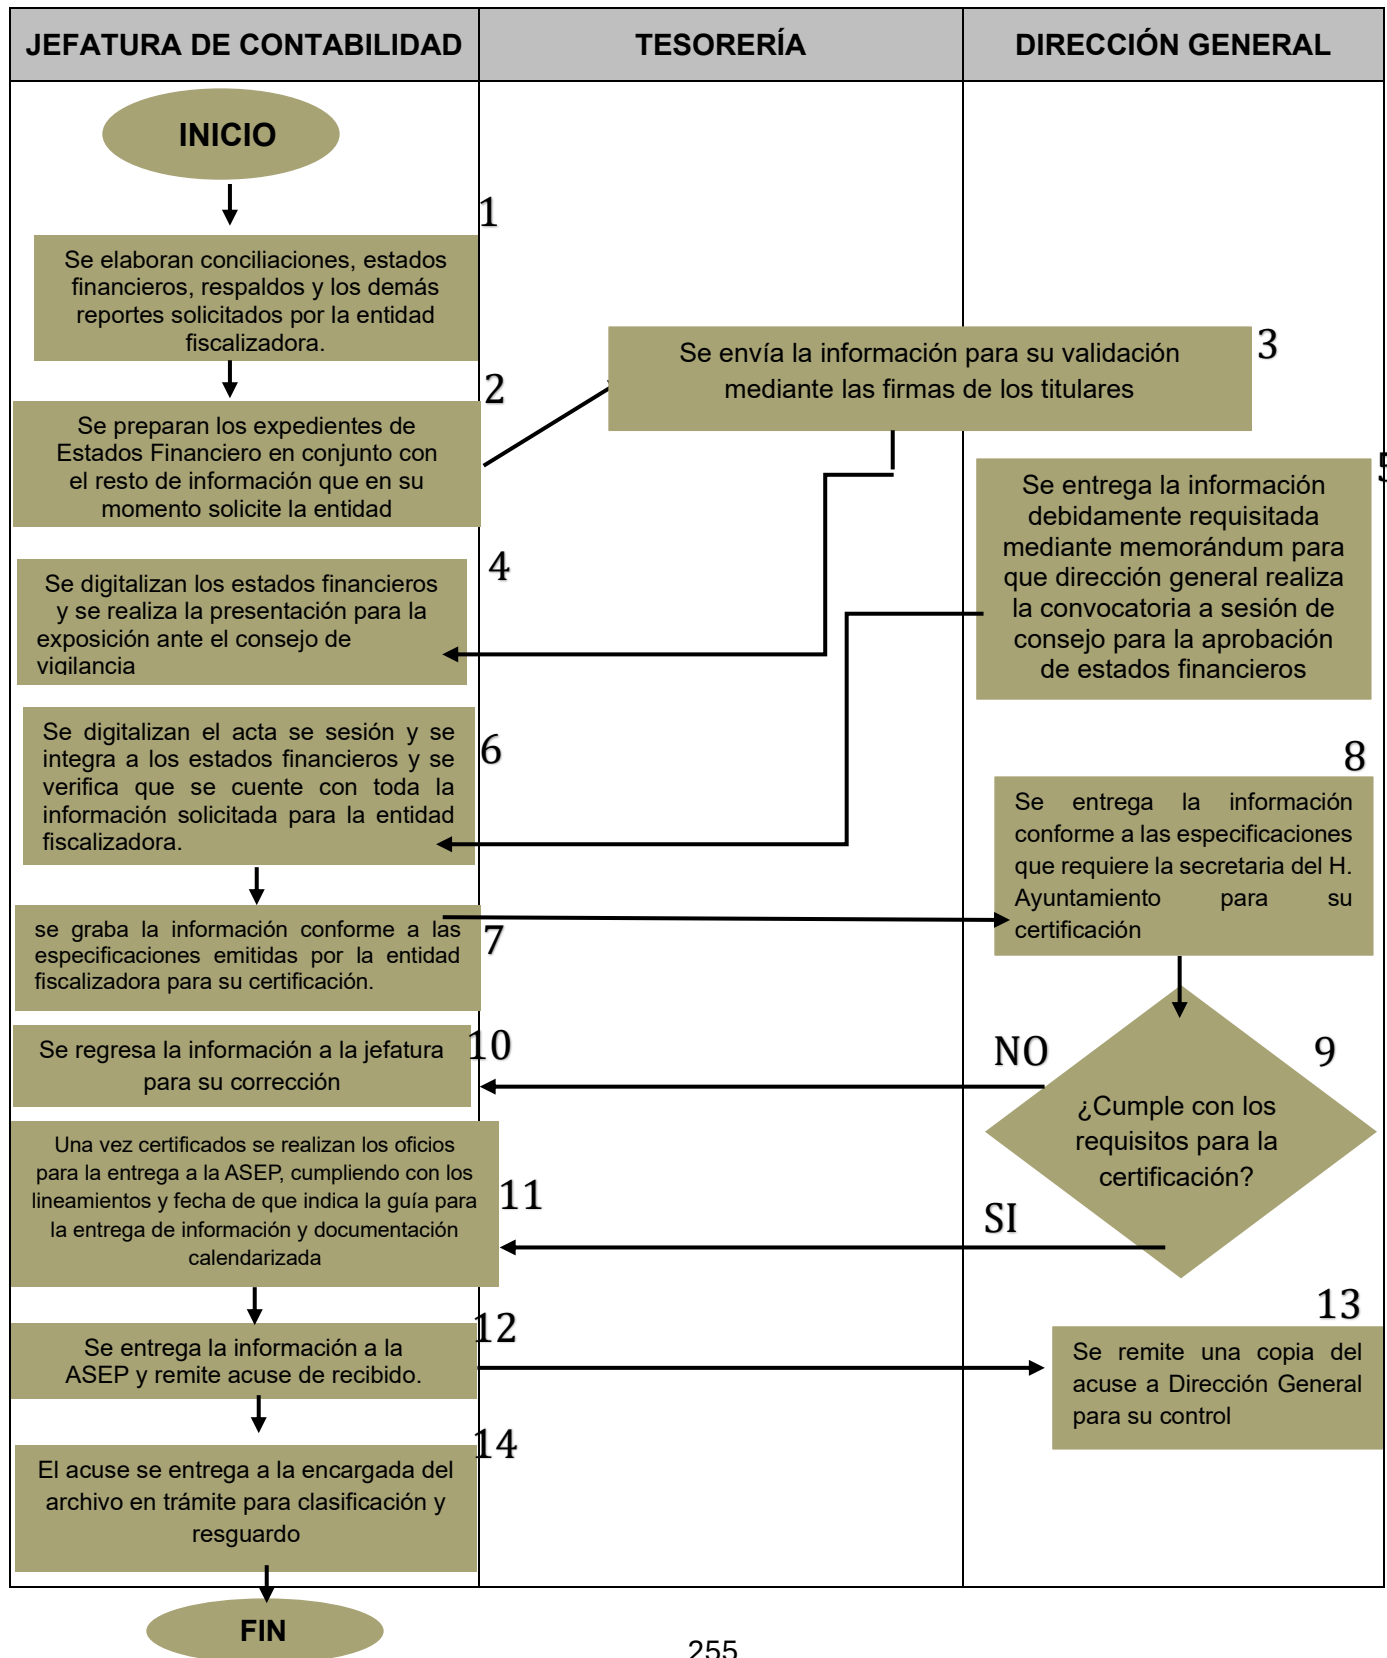 JEFATURA DE CONTABILIDAD
TESORERÍA
DIRECCIÓN GENERAL
INICIO
1
Se elaboran conciliaciones, estados
financieros, respaldos y los demás
reportes solicitados por la entidad
fiscalizadora.
2
Se preparan los expedientes de
Estados Financiero en conjunto con
el resto de información que en su
momento solicite la entidad
3
Se envía la información para su validación
mediante las firmas de los titulares
4
Se digitalizan los estados financieros
y se realiza la presentación para la
exposición ante el consejo de
vigilancia
5
Se entrega la información
debidamente requisitada
mediante memorándum para
que dirección general realiza
la convocatoria a sesión de
consejo para la aprobación
de estados financieros
6
Se digitalizan el acta se sesión y se
integra a los estados financieros y se
verifica que se cuente con toda la
información solicitada para la entidad
fiscalizadora.
7
se graba la información conforme a las
especificaciones emitidas por la entidad
fiscalizadora para su certificación.
8
Se entrega la información
conforme a las especificaciones
que requiere la secretaria del H.
Ayuntamiento para su
certificación
9
¿Cumple con los
requisitos para la
certificación?
NO
10
Se regresa la información a la jefatura
para su corrección
SI
11
Una vez certificados se realizan los oficios
para la entrega a la ASEP, cumpliendo con los
lineamientos y fecha de que indica la guía para
la entrega de información y documentación
calendarizada
12
Se entrega la información a la
ASEP y remite acuse de recibido.
13
Se remite una copia del
acuse a Dirección General
para su control
14
El acuse se entrega a la encargada del
archivo en trámite para clasificación y
resguardo
FIN
255